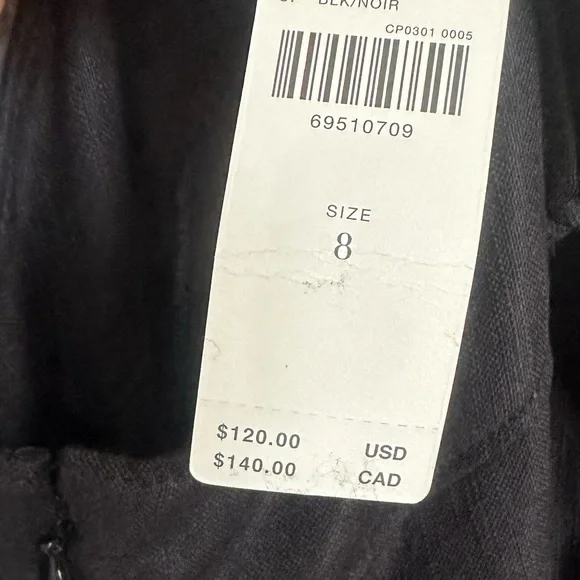 BLK/NOIR
CP0301 0005
69510709
SIZE
8
$120.00 USD
$140.00 CAD